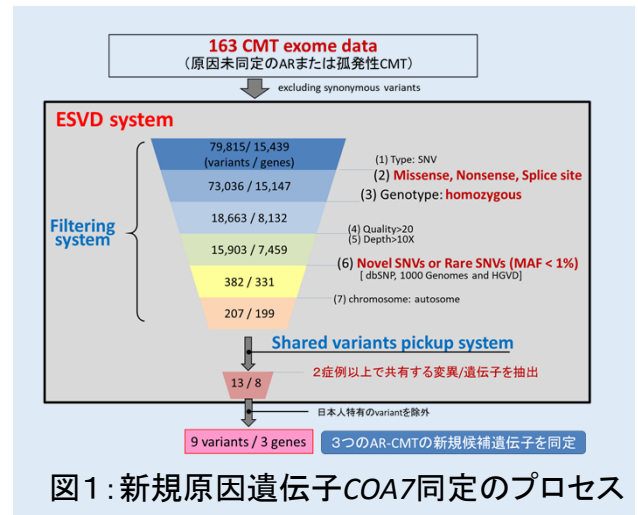 163 CMT exome data
(原因未同定のARまたは孤発性CMT)
excluding synonymous variants
ESVD system
79,815/ 15,439
(variants / genes)
(1) Type: SNV
(2) Missense, Nonsense, Splice site
73,036 / 15,147
(3) Genotype: homozygous
18,663 / 8,132
Filtering
system
(4) Quality>20
(5) Depth>10X
15,903 / 7,459
(6) Novel SNVs or Rare SNVs (MAF < 1%)
[ dbSNP, 1000 Genomes and HGVD]
382 / 331
(7) chromosome: autosome
207 / 199
Shared variants pickup system
２症例以上で共有する変異/遺伝子を抽出
13 / 8
日本人特有のvariantを除外
9 variants / 3 genes
３つのAR-CMTの新規候補遺伝子を同定
図１：新規原因遺伝子COA7同定のプロセス